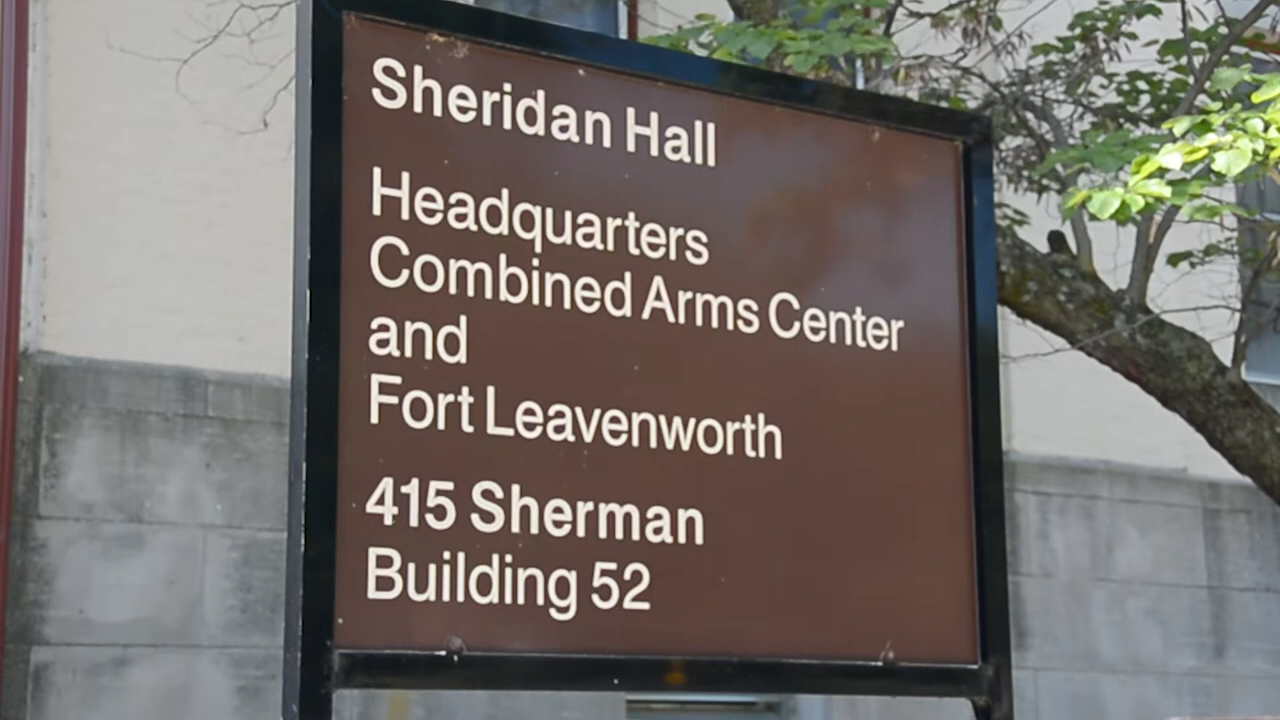 Sheridan Hall
Headquarters
Combined Arms Center
and
Fort Leavenworth
415 Sherman
Building 52